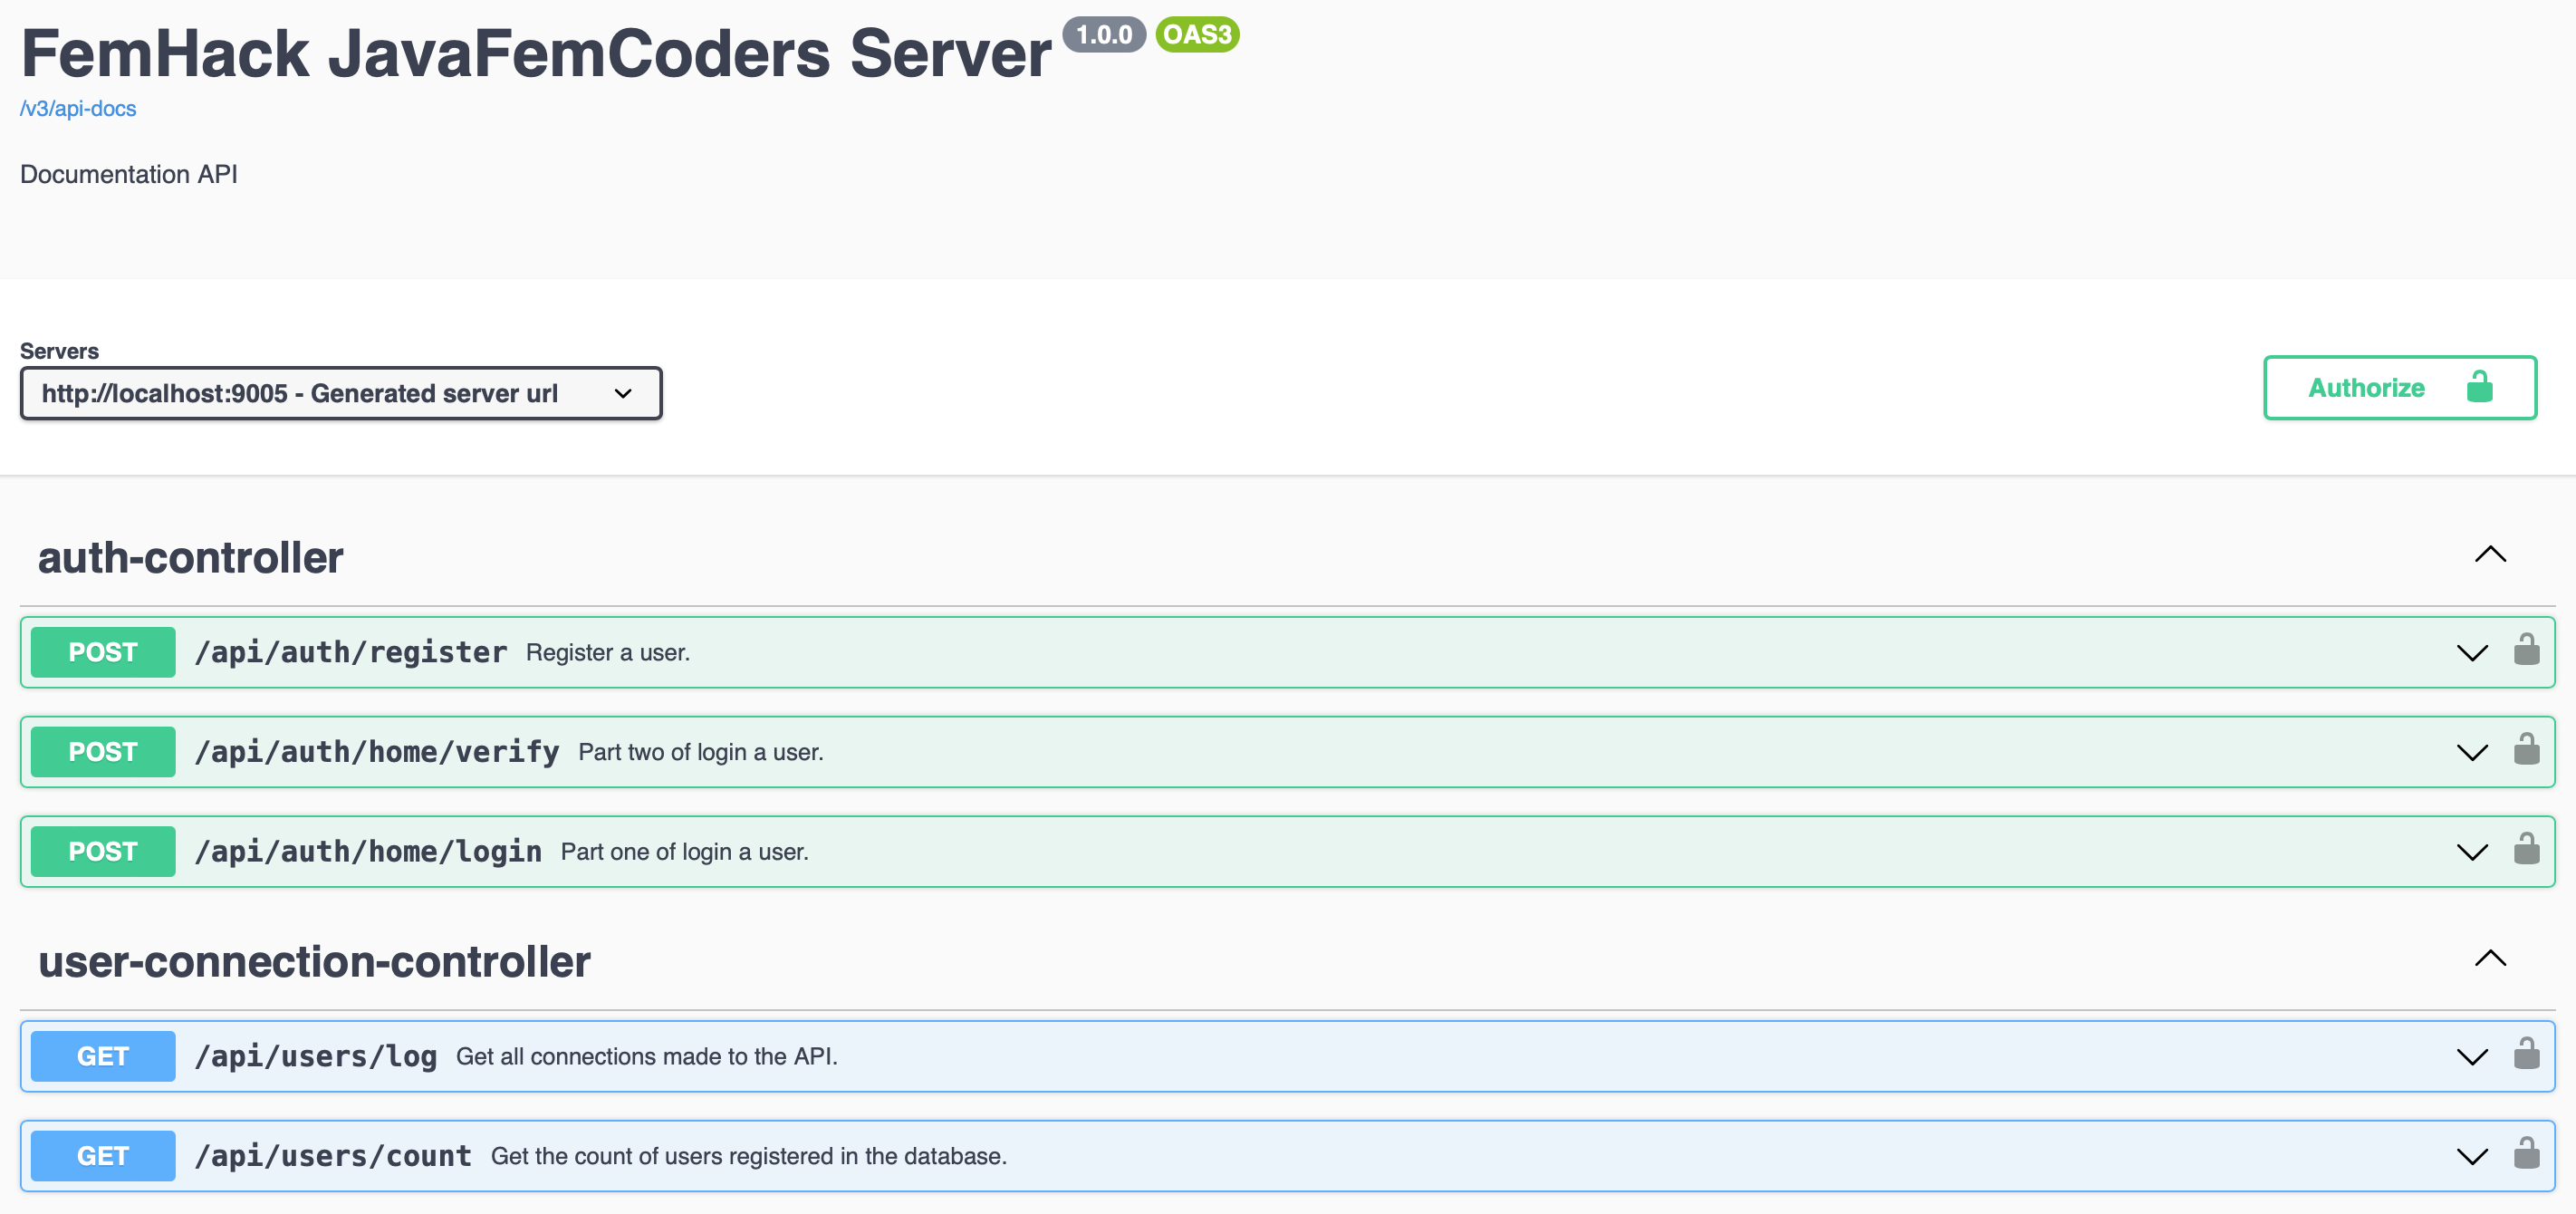 FemHack JavaFemCoders Server 1.0.0 OAS3
/v3/api-docs
Documentation API
Servers
http://localhost:9005 - Generated server url
Authorize
auth-controller
POST /api/auth/register Register a user.
POST /api/auth/home/verify Part two of login a user.
POST /api/auth/home/login Part one of login a user.
user-connection-controller
GET /api/users/log Get all connections made to the API.
GET /api/users/count Get the count of users registered in the database.